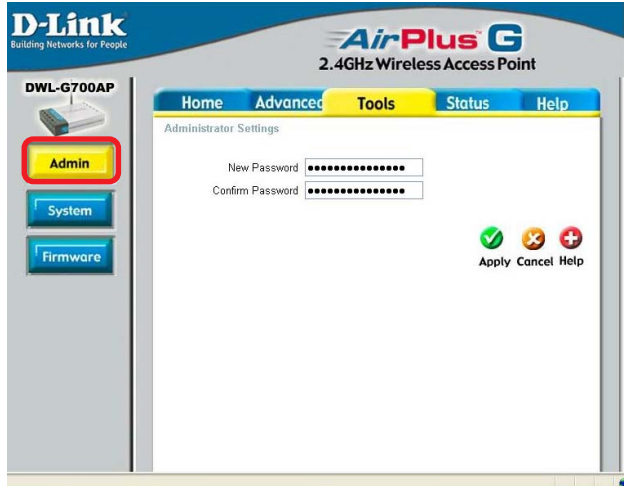 D-Link
Building Networks for People
AirPlus G
2.4GHz Wireless Access Point
DWL-G700AP
Home Advanced Tools Status Help
Administrator Settings
Admin
New Password •••••••••••••••
Confirm Password •••••••••••••••
System
Firmware
Apply Cancel Help